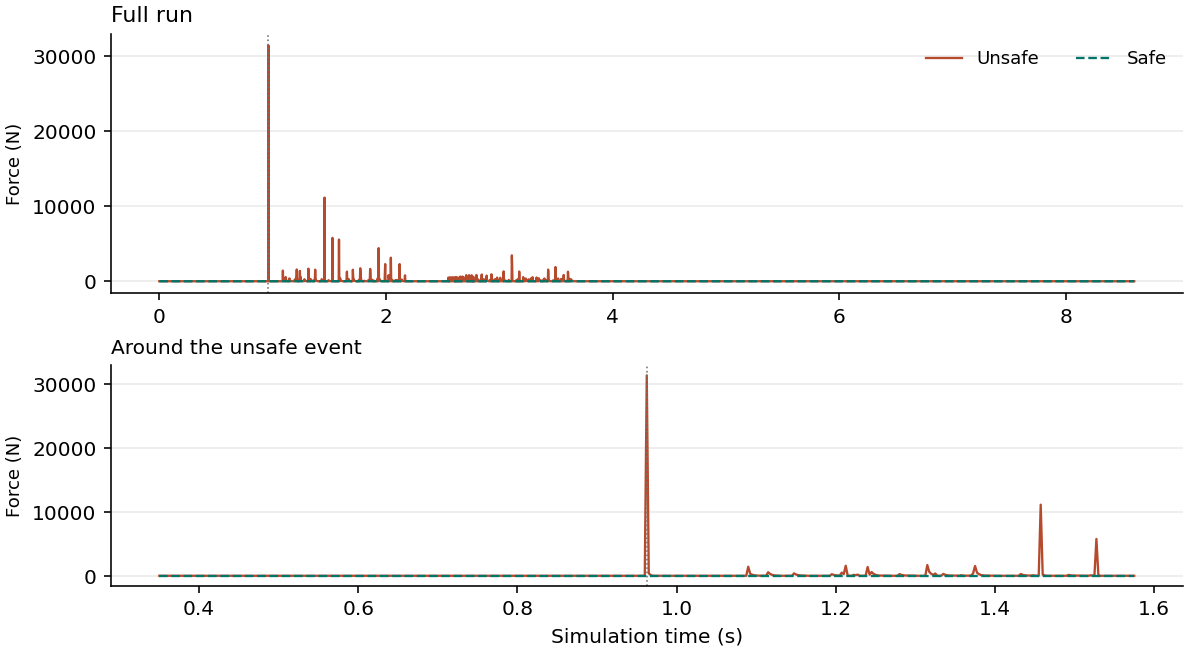 Full run
Force (N)
30000
20000
10000
0
Unsafe
Safe
0 2 4 6 8
Around the unsafe event
Force (N)
30000
20000
10000
0
0.4 0.6 0.8 1.0 1.2 1.4 1.6
Simulation time (s)